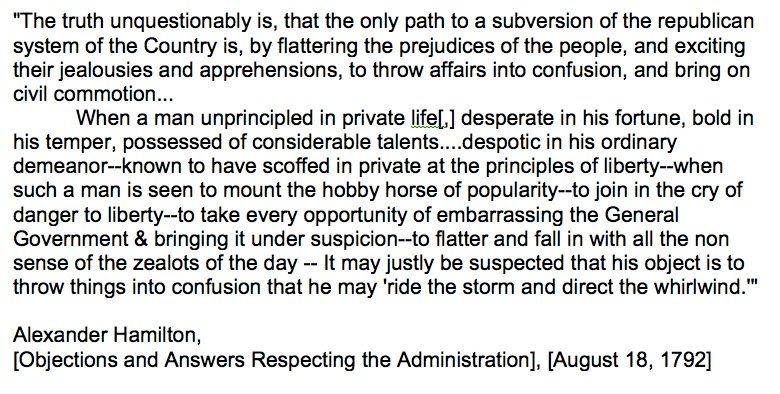 "The truth unquestionably is, that the only path to a subversion of the republican
system of the Country is, by flattering the prejudices of the people, and exciting
their jealousies and apprehensions, to throw affairs into confusion, and bring on
civil commotion...
When a man unprincipled in private life[,] desperate in his fortune, bold in
his temper, possessed of considerable talents....despotic in his ordinary
demeanor--known to have scoffed in private at the principles of liberty--when
such a man is seen to mount the hobby horse of popularity--to join in the cry of
danger to liberty--to take every opportunity of embarrassing the General
Government & bringing it under suspicion--to flatter and fall in with all the non
sense of the zealots of the day -- It may justly be suspected that his object is to
throw things into confusion that he may 'ride the storm and direct the whirlwind.'"
Alexander Hamilton,
[Objections and Answers Respecting the Administration], [August 18, 1792]